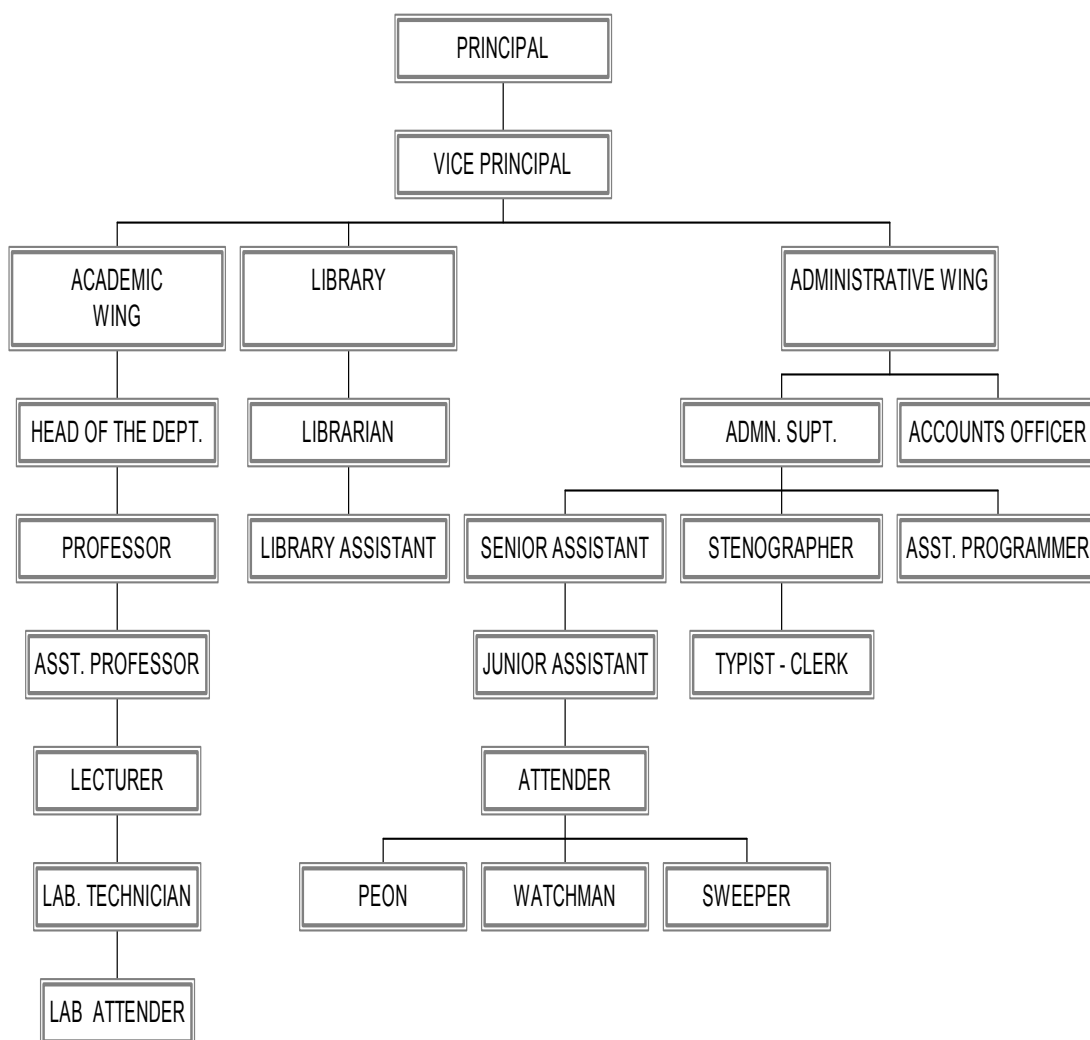 PRINCIPAL
VICE PRINCIPAL
ACADEMIC
WING
LIBRARY
ADMINISTRATIVE WING
HEAD OF THE DEPT.
LIBRARIAN
ADMN. SUPT.
ACCOUNTS OFFICER
PROFESSOR
LIBRARY ASSISTANT
SENIOR ASSISTANT
STENOGRAPHER
ASST. PROGRAMMER
ASST. PROFESSOR
JUNIOR ASSISTANT
TYPIST - CLERK
LECTURER
ATTENDER
LAB. TECHNICIAN
PEON
WATCHMAN
SWEEPER
LAB ATTENDER